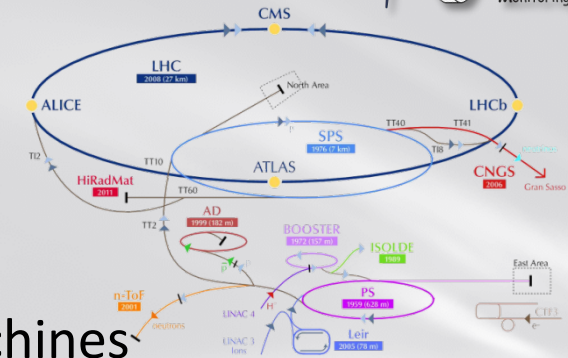 CMS
LHC
2008 (27 km)
North Area
ALICE
LHCb
TT40
TT41
SPS
1976 (7 km)
TI8
TI2
TT10
ATLAS
CNGS
2006
Gran Sasso
HiRadMat
2011
TT60
AD
1999 (182 m)
TT2
BOOSTER
1972 (157 m)
ISOLDE
1989
East Area
p
n-ToF
2001
neutrons
LINAC 4
H
PS
1959 (628 m)
LINAC 3
Ions
Leir
2005 (78 m)
CTF3
e-
chines